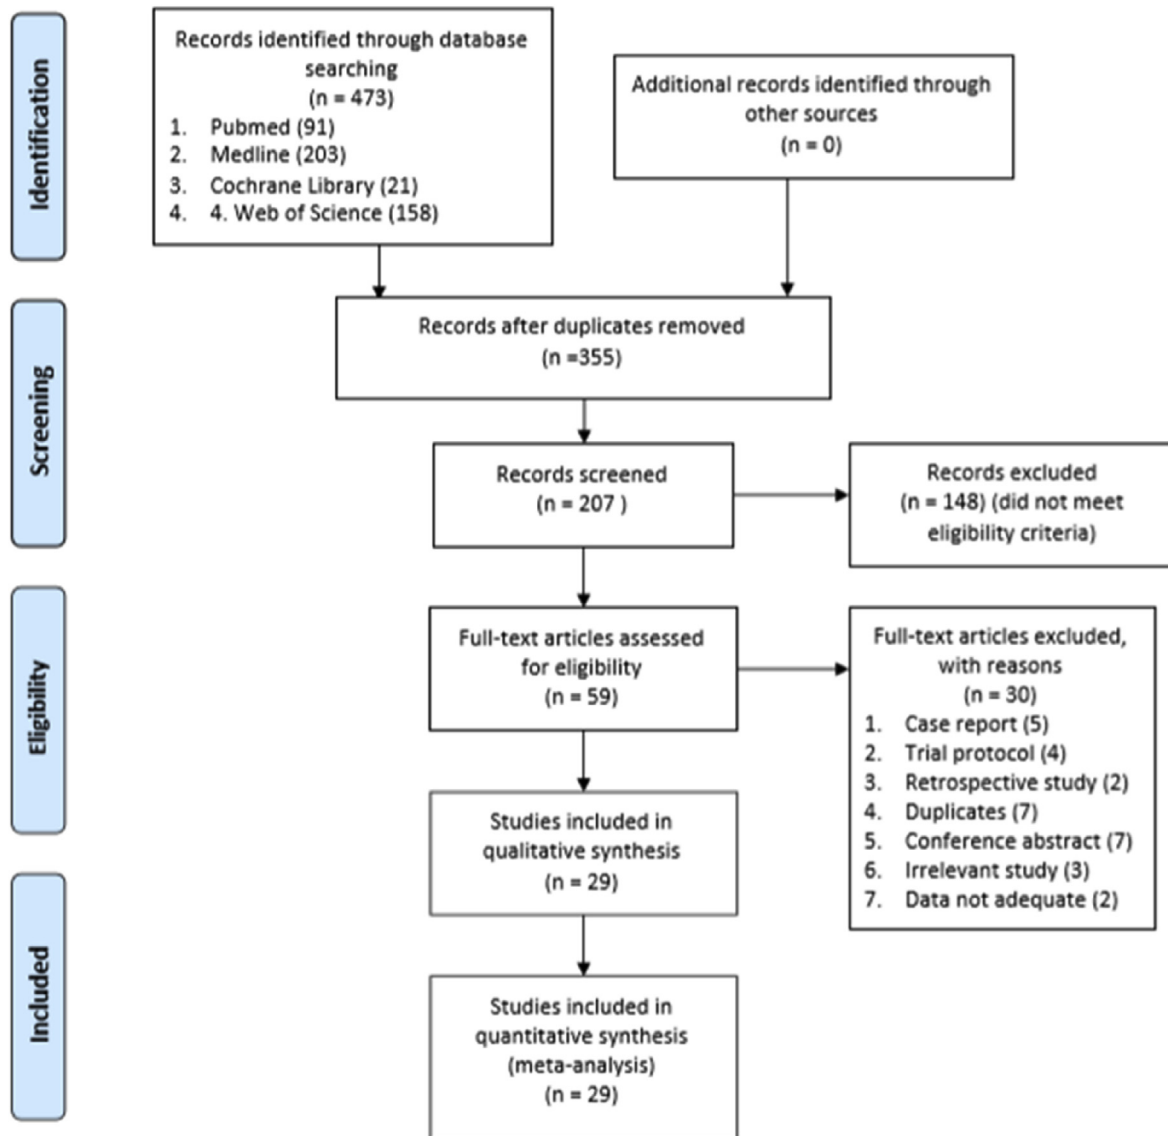 Identification
Records identified through database
searching
(n = 473)
1. Pubmed (91)
2. Medline (203)
3. Cochrane Library (21)
4. 4. Web of Science (158)
Additional records identified through
other sources
(n = 0)
Screening
Records after duplicates removed
(n =355)
Records screened
(n = 207 )
Records excluded
(n = 148) (did not meet
eligibility criteria)
Eligibility
Full-text articles assessed
for eligibility
(n = 59)
Full-text articles excluded,
with reasons
(n = 30)
1. Case report (5)
2. Trial protocol (4)
3. Retrospective study (2)
4. Duplicates (7)
5. Conference abstract (7)
6. Irrelevant study (3)
7. Data not adequate (2)
Studies included in
qualitative synthesis
(n = 29)
Included
Studies included in
quantitative synthesis
(meta-analysis)
(n = 29)